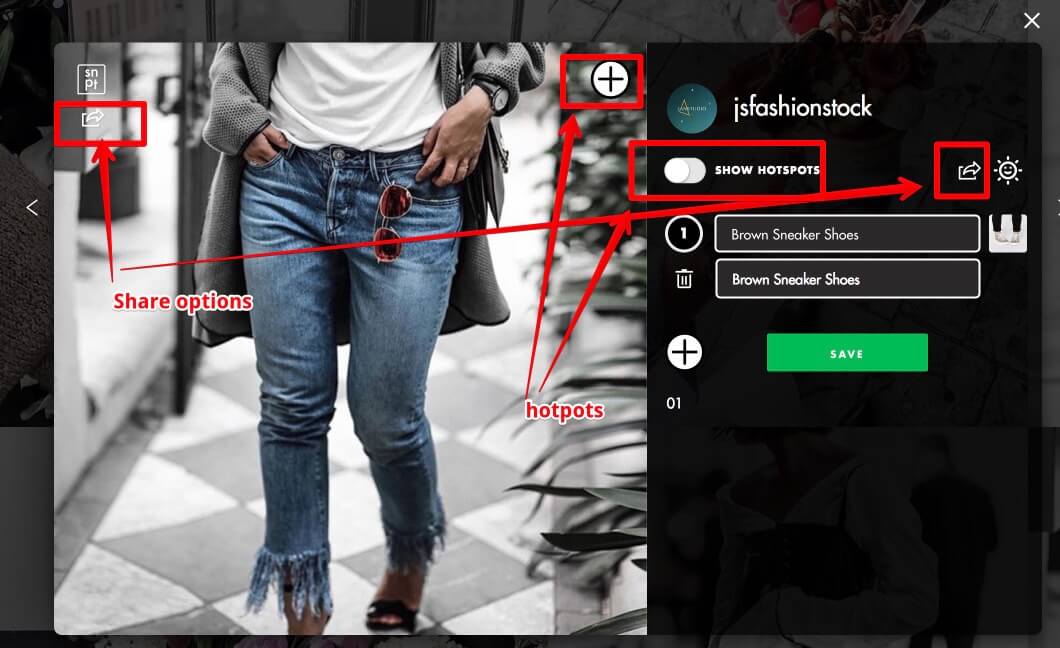 sn
pt
jsfashionstock
SHOW HOTSPOTS
1
Brown Sneaker Shoes
Brown Sneaker Shoes
Share options
SAVE
01
hotpots